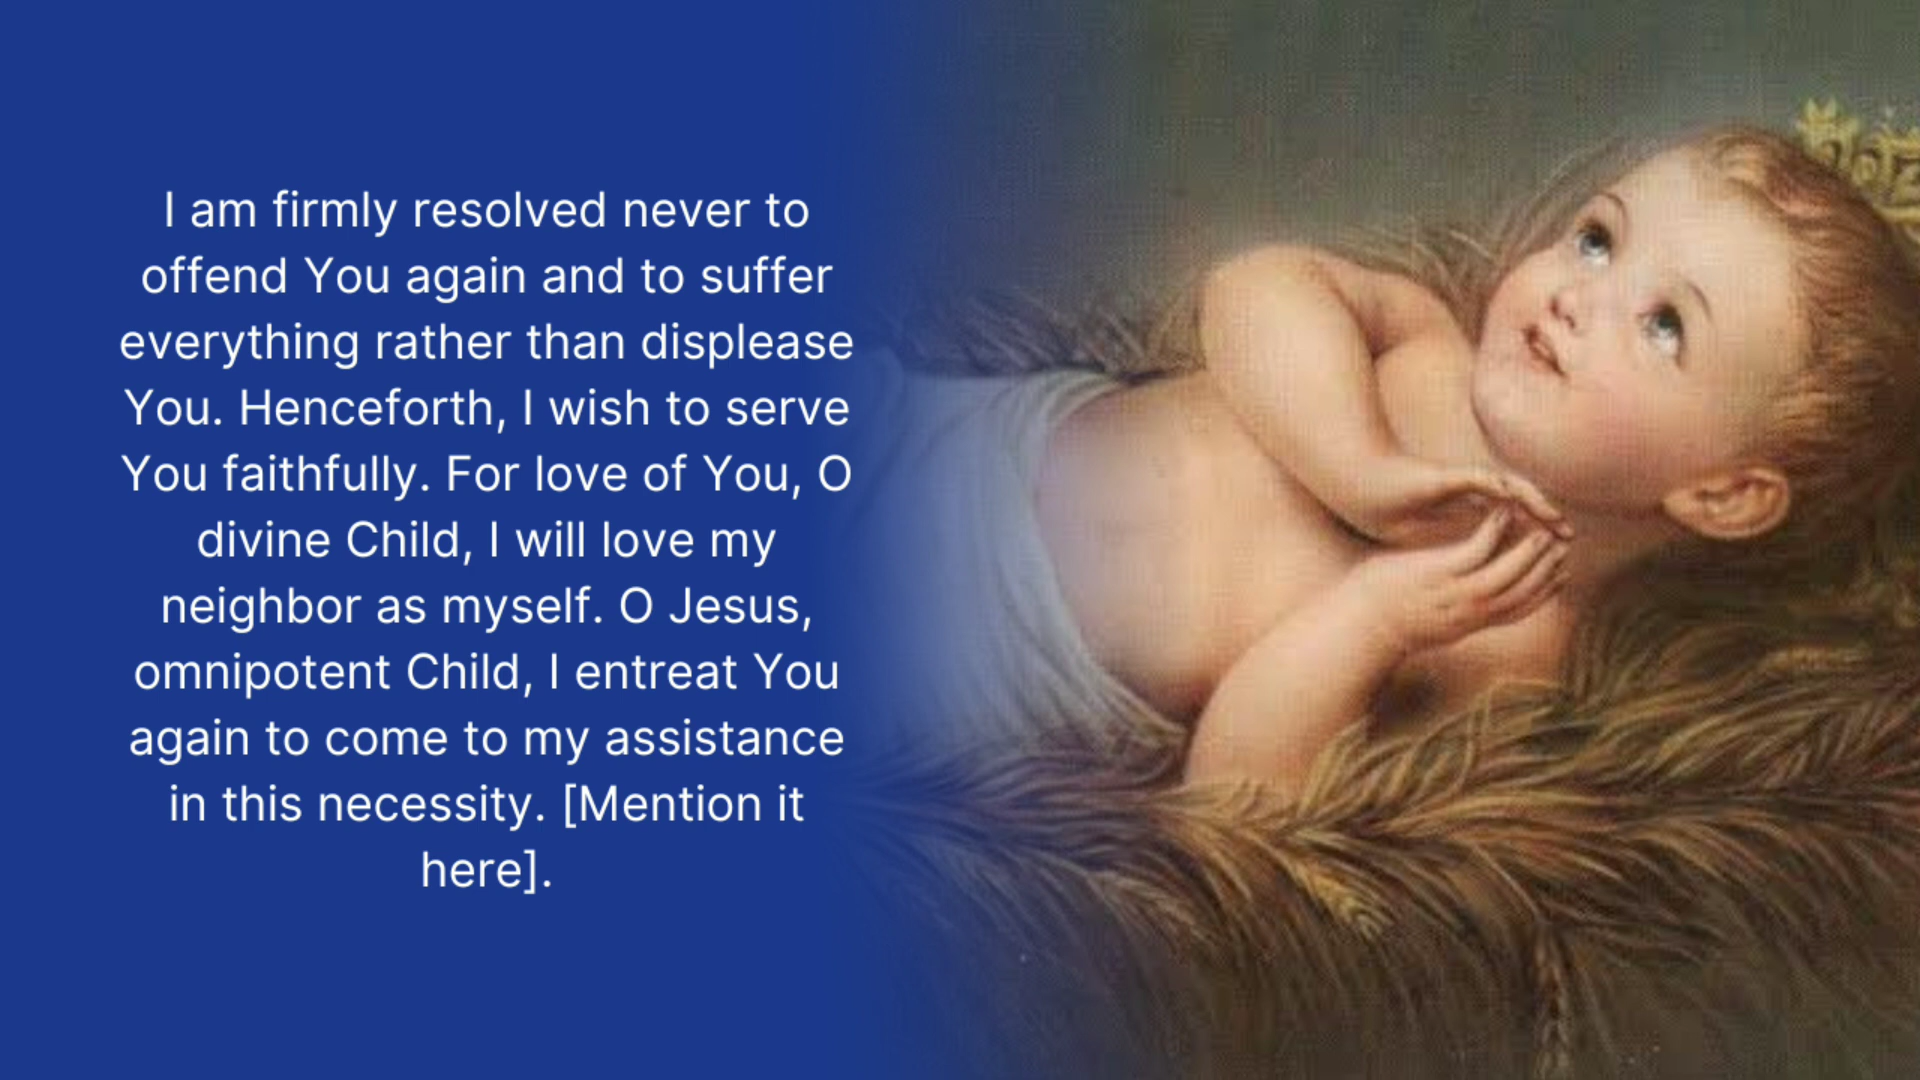 I am firmly resolved never to
offend You again and to suffer
everything rather than displease
You. Henceforth, I wish to serve
You faithfully. For love of You, O
divine Child, I will love my
neighbor as myself. O Jesus,
omnipotent Child, I entreat You
again to come to my assistance
in this necessity. [Mention it
here].